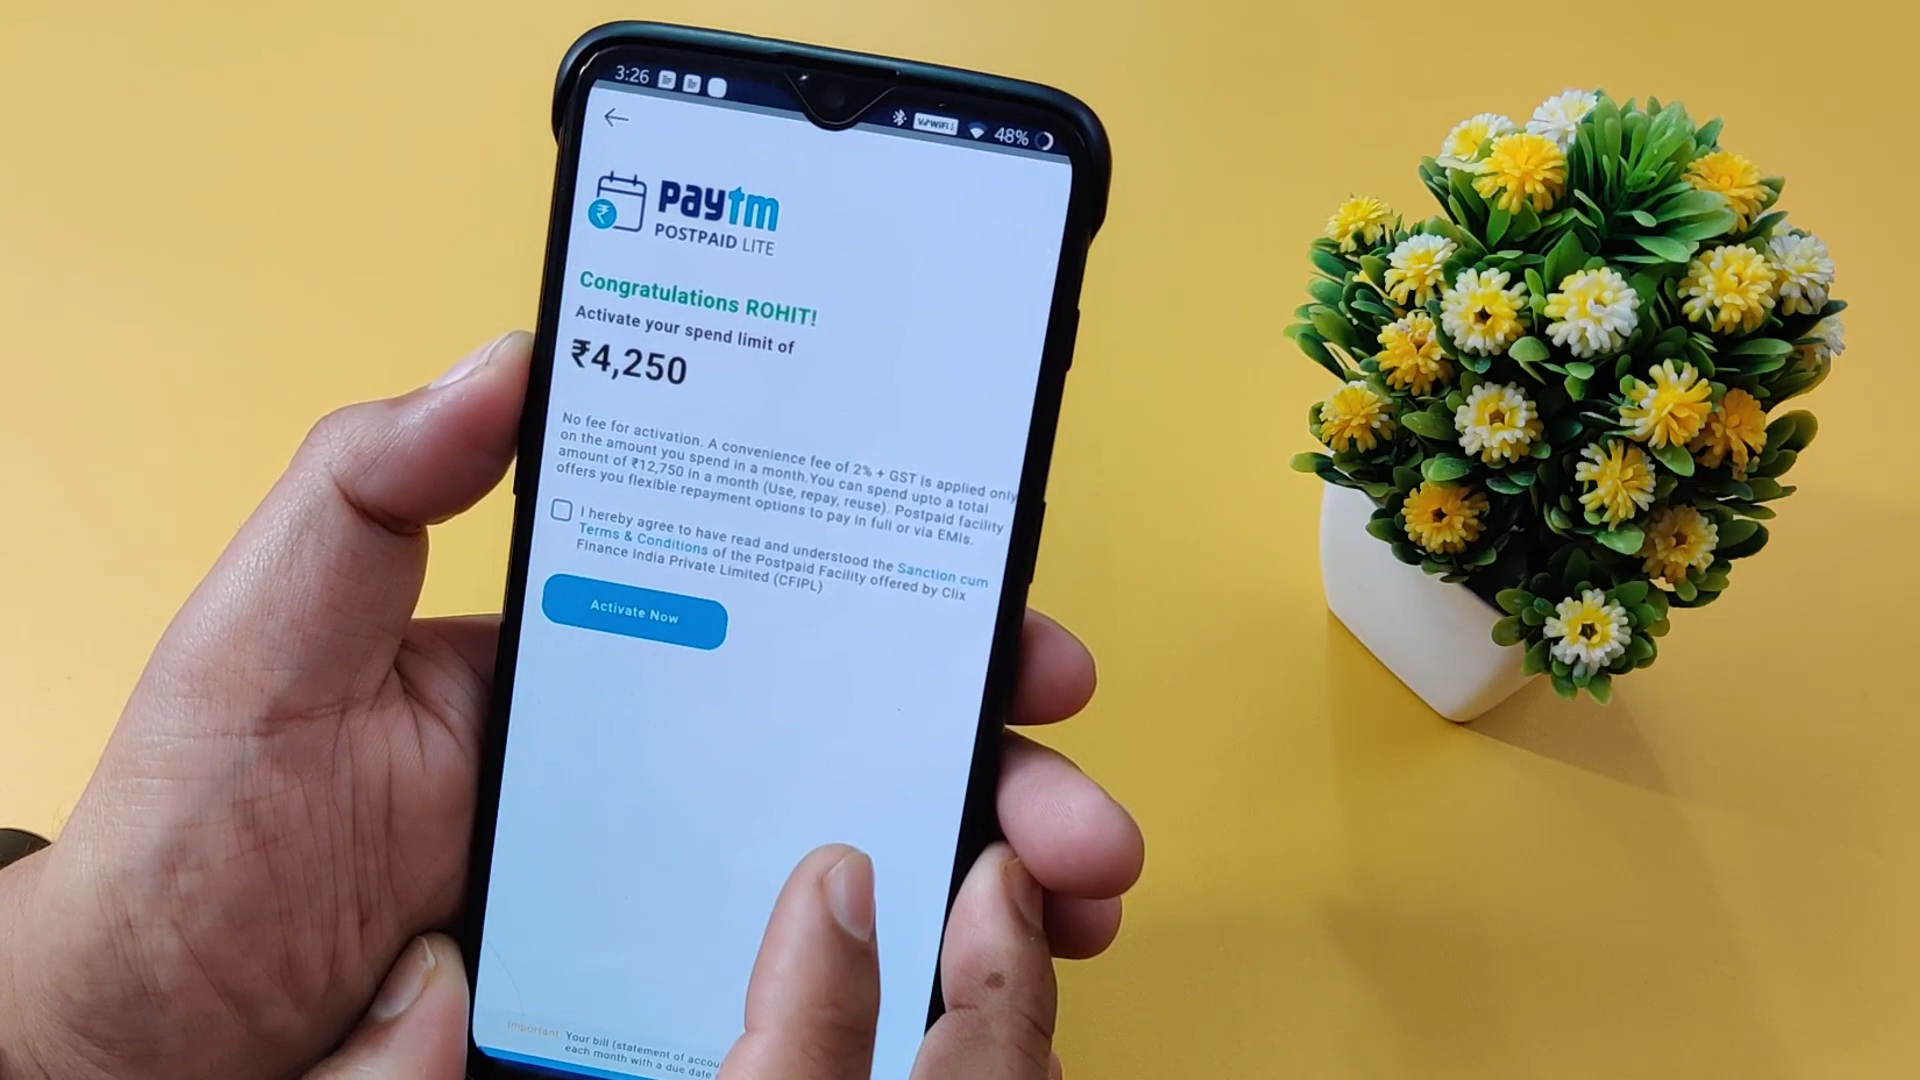 3:26
VoWiFi
48%
paytm
POSTPAID LITE
Congratulations ROHIT!
Activate your spend limit of
₹4,250
No fee for activation. A convenience fee of 2% + GST is applied only
on the amount you spend in a month.You can spend upto a total
amount of ₹12,750 in a month (Use, repay, reuse). Postpaid facility
offers you flexible repayment options to pay in full or via EMIs.
I hereby agree to have read and understood the Sanction cum
Terms & Conditions of the Postpaid Facility offered by Clix
Finance India Private Limited (CFIPL)
Activate Now
Important: Your bill (statement of
each month with a due date